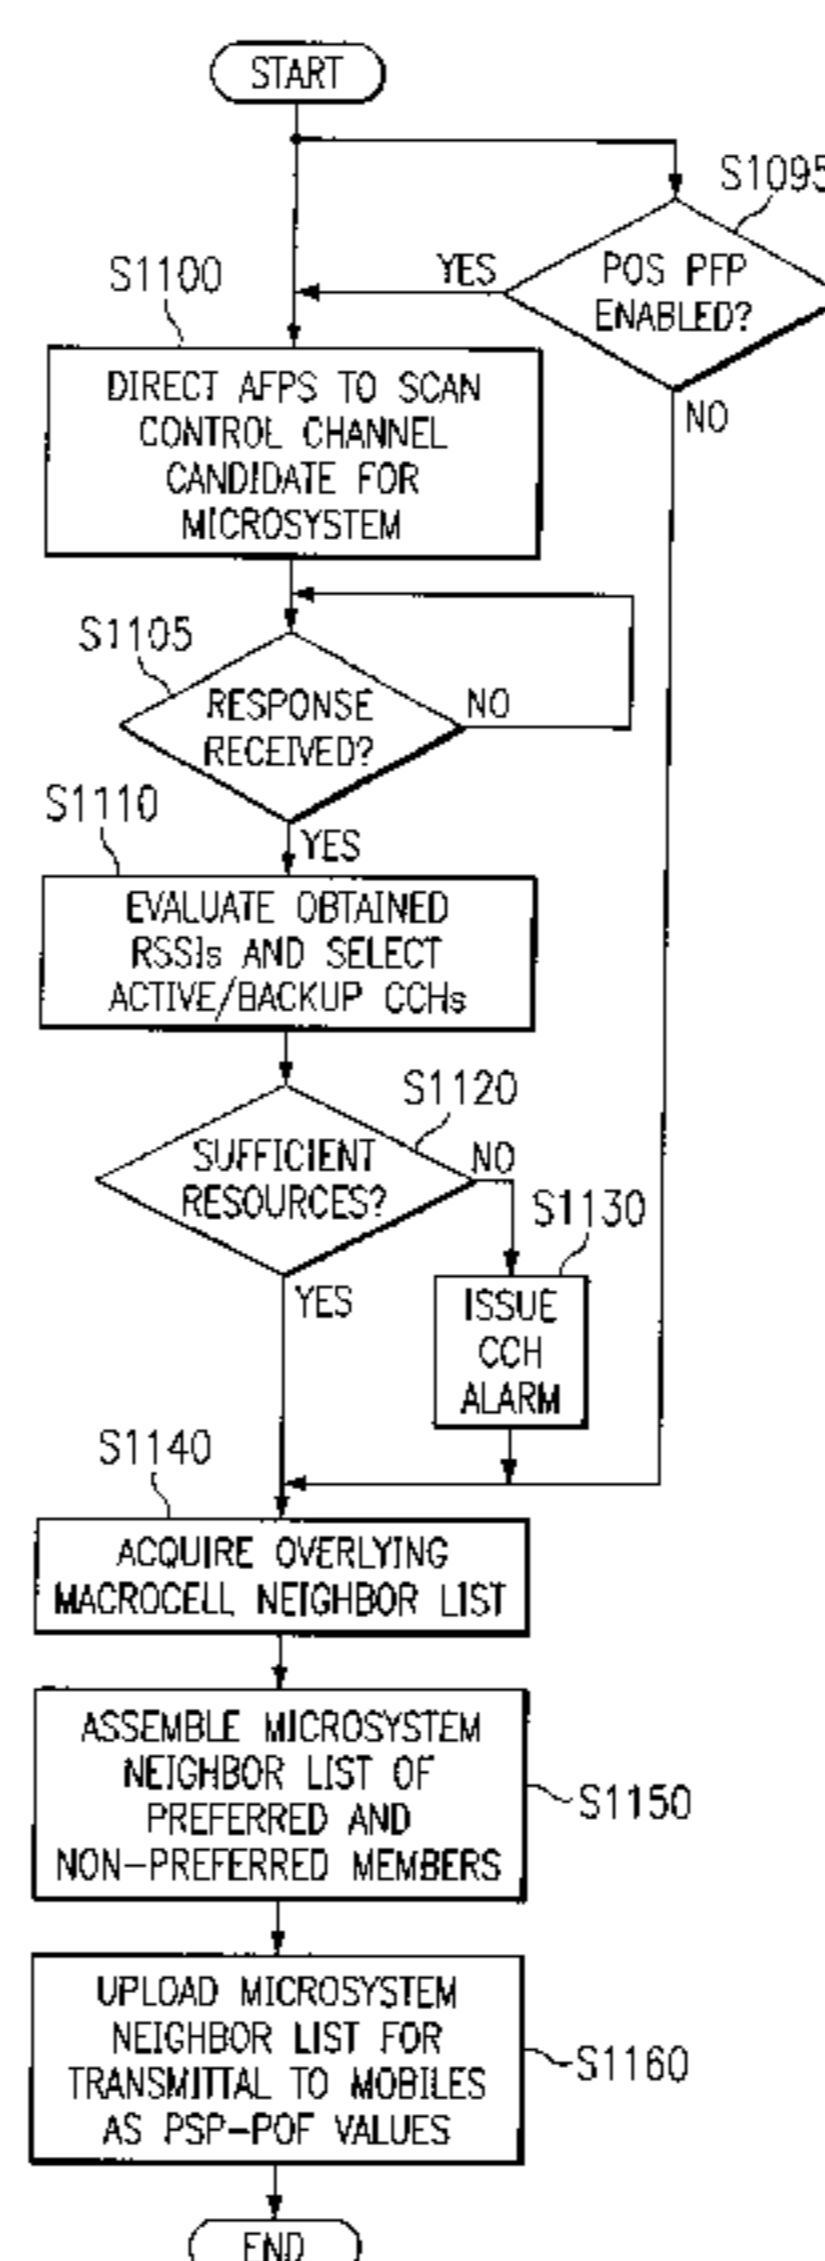 START
S1095
POS PFP
ENABLED?
YES
NO
S1100
DIRECT AFPS TO SCAN
CONTROL CHANNEL
CANDIDATE FOR
MICROSYSTEM
S1105
RESPONSE
RECEIVED?
NO
YES
S1110
EVALUATE OBTAINED
RSSIs AND SELECT
ACTIVE/BACKUP CCHs
S1120
SUFFICIENT
RESOURCES?
NO
YES
S1130
ISSUE
CCH
ALARM
S1140
ACQUIRE OVERLYING
MACROCELL NEIGHBOR LIST
ASSEMBLE MICROSYSTEM
NEIGHBOR LIST OF
PREFERRED AND
NON-PREFERRED MEMBERS
S1150
UPLOAD MICROSYSTEM
NEIGHBOR LIST FOR
TRANSMITTAL TO MOBILES
AS PSP-POF VALUES
S1160
END